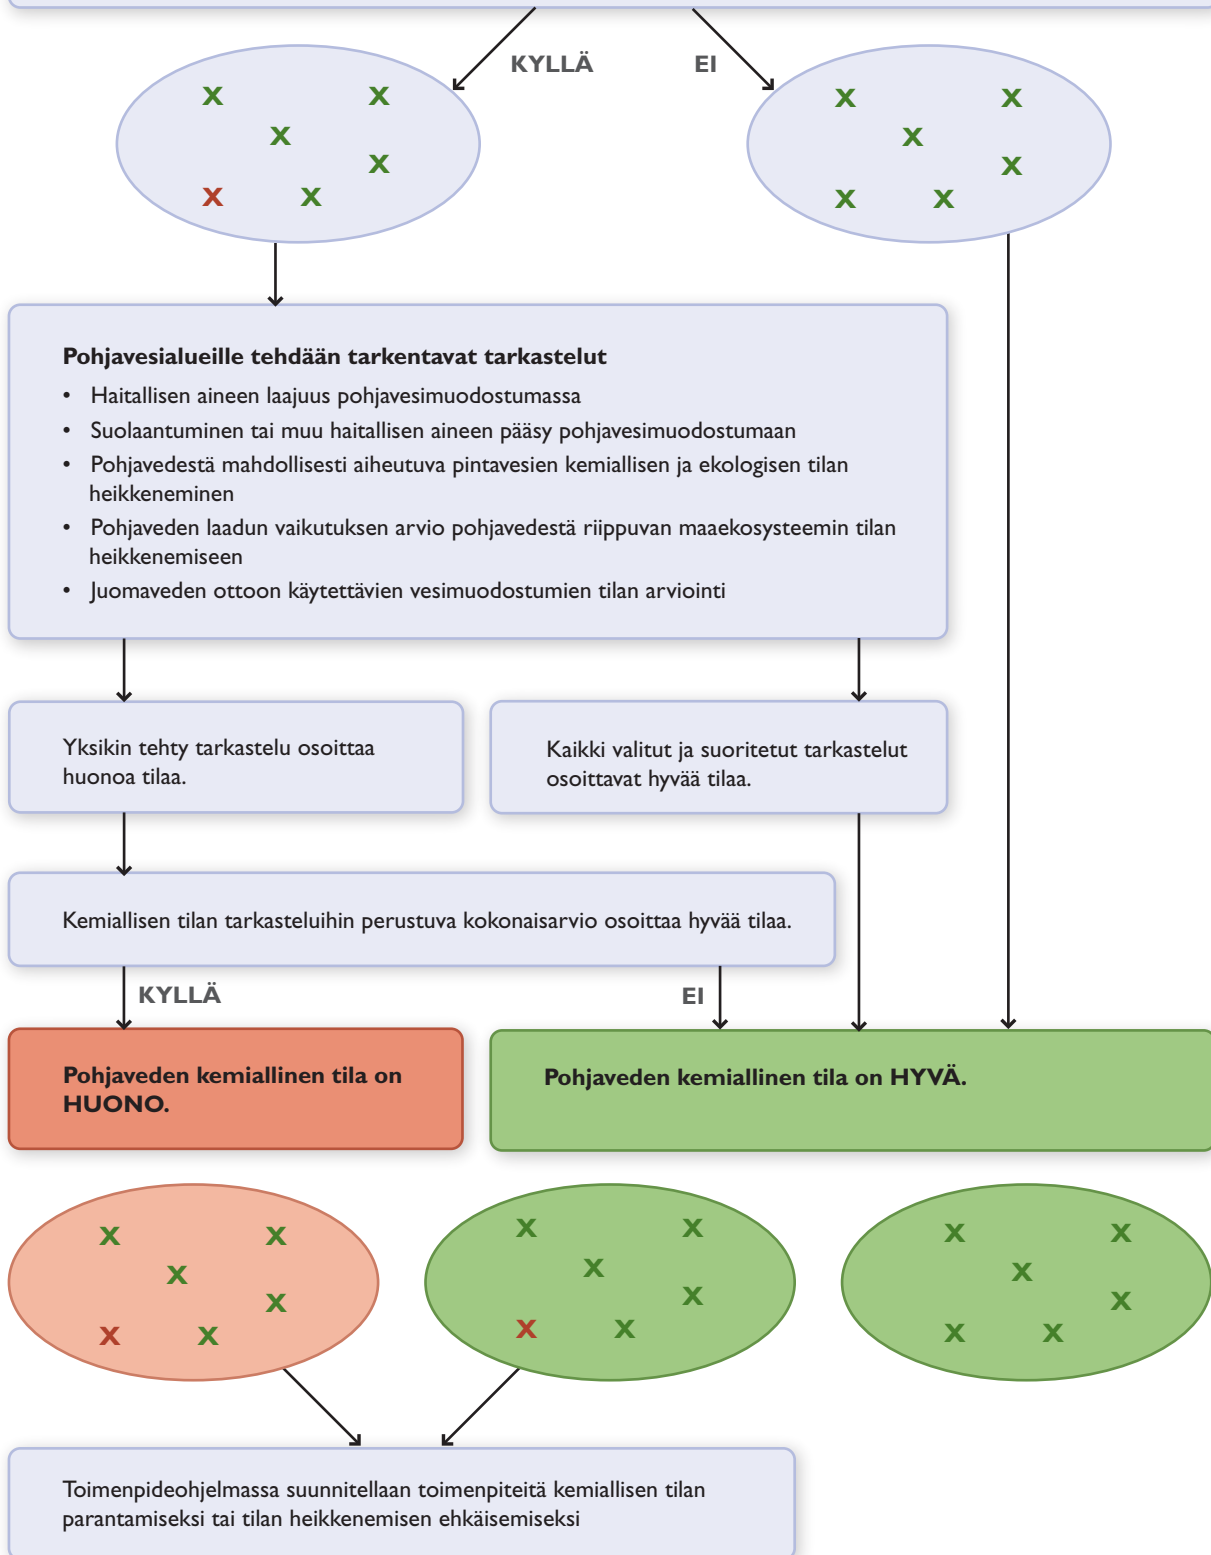 KYLLÄ EI
X X X X X X
X X X X X X
Pohjavesialueille tehdään tarkentavat tarkastelut
• Haitallisen aineen laajuus pohjavesimuodostumassa
• Suolaantuminen tai muu haitallisen aineen pääsy pohjavesimuodostumaan
• Pohjavedestä mahdollisesti aiheutuva pintavesien kemiallisen ja ekologisen tilan
heikkeneminen
• Pohjaveden laadun vaikutuksen arvio pohjavedestä riippuvan maaekosysteemin tilan
heikkenemiseen
• Juomaveden ottoon käytettävien vesimuodostumien tilan arviointi
Yksikin tehty tarkastelu osoittaa
huonoa tilaa.
Kaikki valitut ja suoritetut tarkastelut
osoittavat hyvää tilaa.
Kemiallisen tilan tarkasteluihin perustuva kokonaisarvio osoittaa hyvää tilaa.
KYLLÄ EI
Pohjaveden kemiallinen tila on
HUONO.
Pohjaveden kemiallinen tila on HYVÄ.
X X X X X X
X X X X X X
X X X X X X
Toimenpideohjelmassa suunnitellaan toimenpiteitä kemiallisen tilan
parantamiseksi tai tilan heikkenemisen ehkäisemiseksi